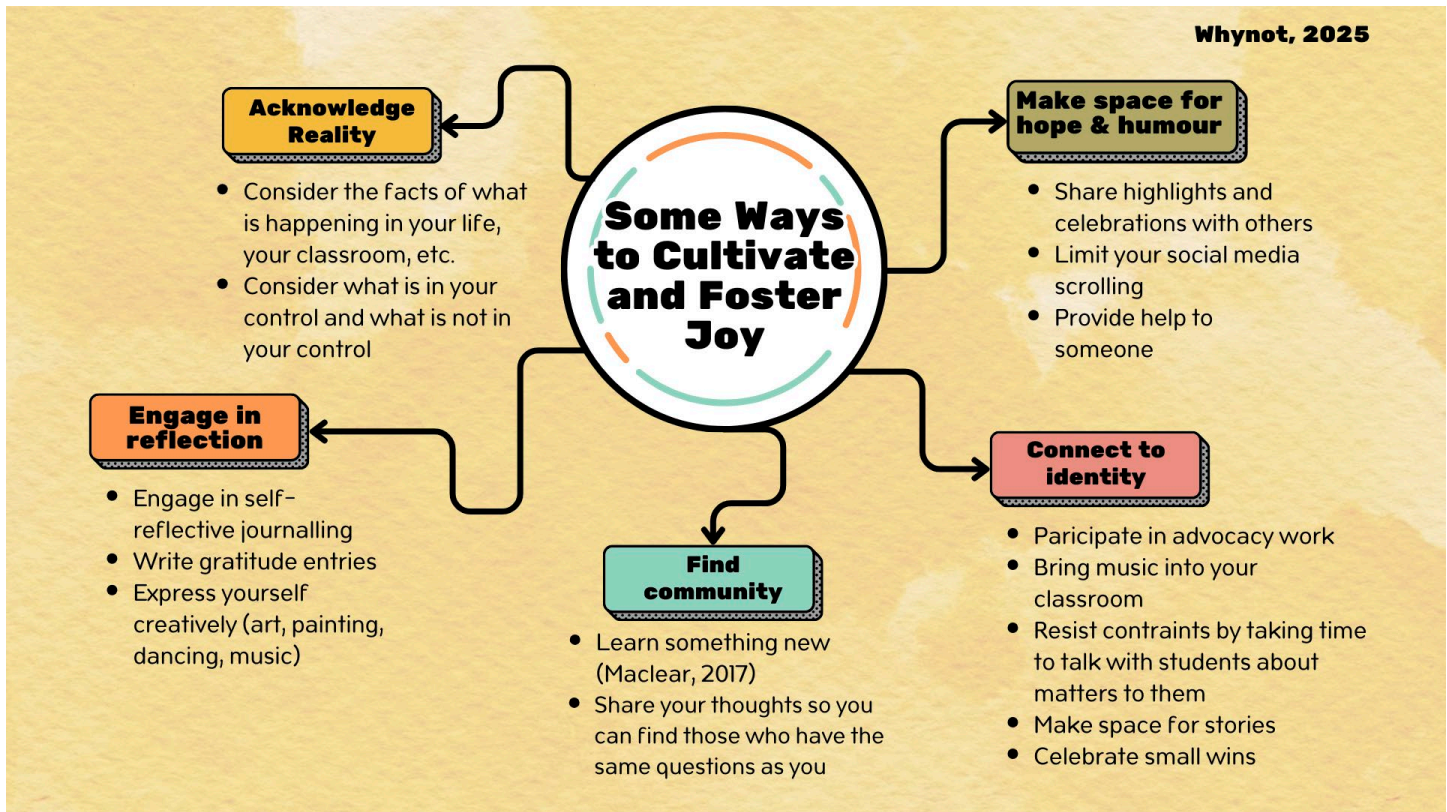 Whynot, 2025
Some Ways
to Cultivate
and Foster
Joy
Acknowledge
Reality
• Consider the facts of what
is happening in your life,
your classroom, etc.
• Consider what is in your
control and what is not in
your control
Make space for
hope & humour
• Share highlights and
celebrations with others
• Limit your social media
scrolling
• Provide help to
someone
Engage in
reflection
• Engage in self-
reflective journalling
• Write gratitude entries
• Express yourself
creatively (art, painting,
dancing, music)
Find
community
• Learn something new
(Maclear, 2017)
• Share your thoughts so you
can find those who have the
same questions as you
Connect to
identity
• Paricipate in advocacy work
• Bring music into your
classroom
• Resist contraints by taking time
to talk with students about
matters to them
• Make space for stories
• Celebrate small wins